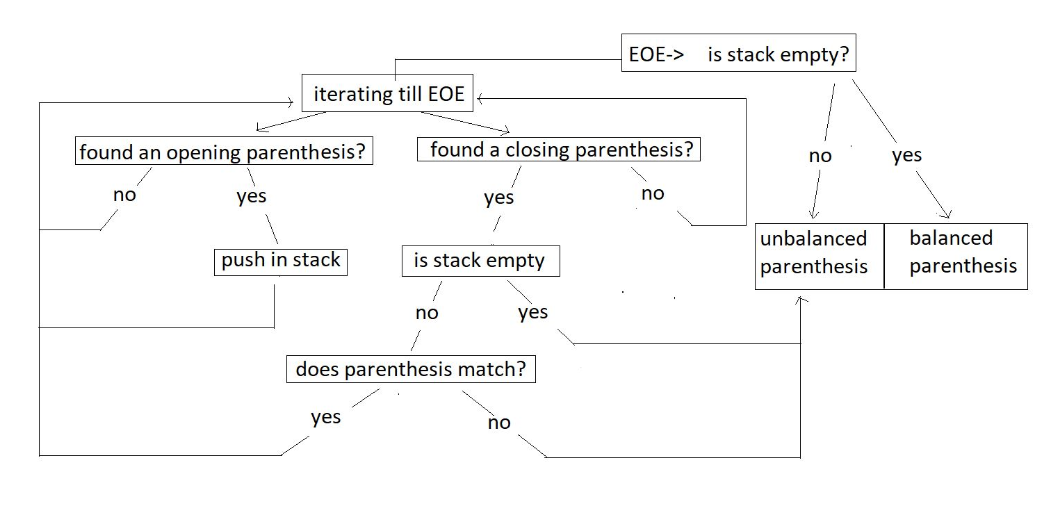 EOE-> is stack empty?
iterating till EOE
found an opening parenthesis?
found a closing parenthesis?
no
yes
no
yes
yes
no
unbalanced
parenthesis
balanced
parenthesis
push in stack
is stack empty
no
yes
does parenthesis match?
yes
no